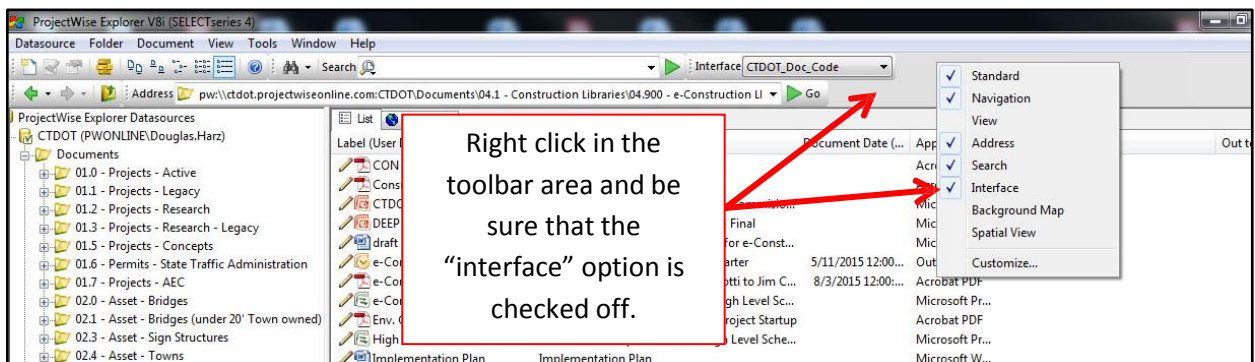 ProjectWise Explorer V8i (SELECTseries 4)
Datasource Folder Document View Tools Window Help
Search Interface CTDOT_Doc_Code
Address pw:\\ctdot.projectwiseonline.com:CTDOT\Documents\04.1 - Construction Libraries\04.900 - e-Construction LI Go
Standard
Navigation
View
Address
Search
Interface
Background Map
Spatial View
Customize...
ProjectWise Explorer Datasources
CTDOT (PWONLINE\Douglas.Harz)
Documents
01.0 - Projects - Active
01.1 - Projects - Legacy
01.2 - Projects - Research
01.3 - Projects - Research - Legacy
01.5 - Projects - Concepts
01.6 - Permits - State Traffic Administration
01.7 - Projects - AEC
02.0 - Asset - Bridges
02.1 - Asset - Bridges (under 20' Town owned)
02.3 - Asset - Sign Structures
02.4 - Asset - Towns
Right click in the
toolbar area and be
sure that the
“interface” option is
checked off.
List
Label (User Document Date (... App Out to
CON Acro
Cons
CTDO Mic
DEEP Final Mic
draft for e-Const... Mic
e-Con arter 5/11/2015 12:00... Out
e-Con otti to Jim C... 8/3/2015 12:00:... Acrobat PDF
e-Con gh Level Sc... Microsoft Pr...
Env. roject Startup Acrobat PDF
High Level Sche... Microsoft Pr...
Implementation Plan Implementation Plan Microsoft W...